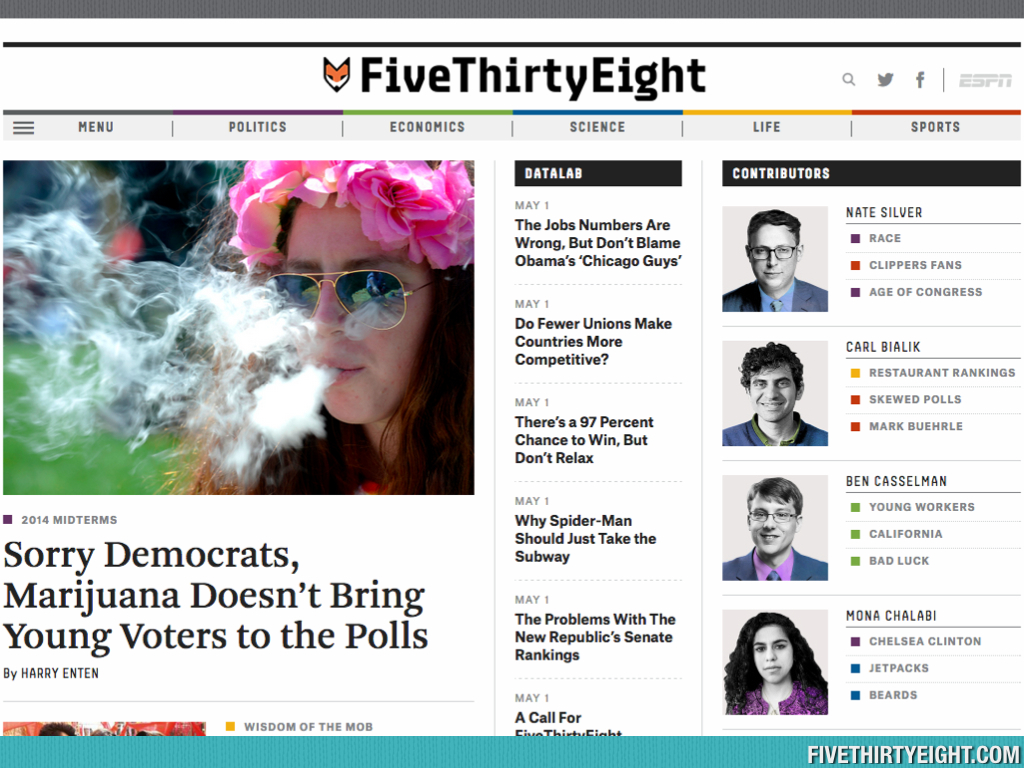 FiveThirtyEight
ESPN
MENU
POLITICS
ECONOMICS
SCIENCE
LIFE
SPORTS
2014 MIDTERMS
Sorry Democrats,
Marijuana Doesn't Bring
Young Voters to the Polls
By HARRY ENTEN
WISDOM OF THE MOB
DATALAB
MAY 1
The Jobs Numbers Are
Wrong, But Don't Blame
Obama's 'Chicago Guys'
MAY 1
Do Fewer Unions Make
Countries More
Competitive?
MAY 1
There's a 97 Percent
Chance to Win, But
Don't Relax
MAY 1
Why Spider-Man
Should Just Take the
Subway
MAY 1
The Problems With The
New Republic's Senate
Rankings
MAY 1
A Call For
FiveThirtyEight
CONTRIBUTORS
NATE SILVER
RACE
CLIPPERS FANS
AGE OF CONGRESS
CARL BIALIK
RESTAURANT RANKINGS
SKEWED POLLS
MARK BUEHRLE
BEN CASSELMAN
YOUNG WORKERS
CALIFORNIA
BAD LUCK
MONA CHALABI
CHELSEA CLINTON
JETPACKS
BEARDS
FIVETHIRTYEIGHT.COM